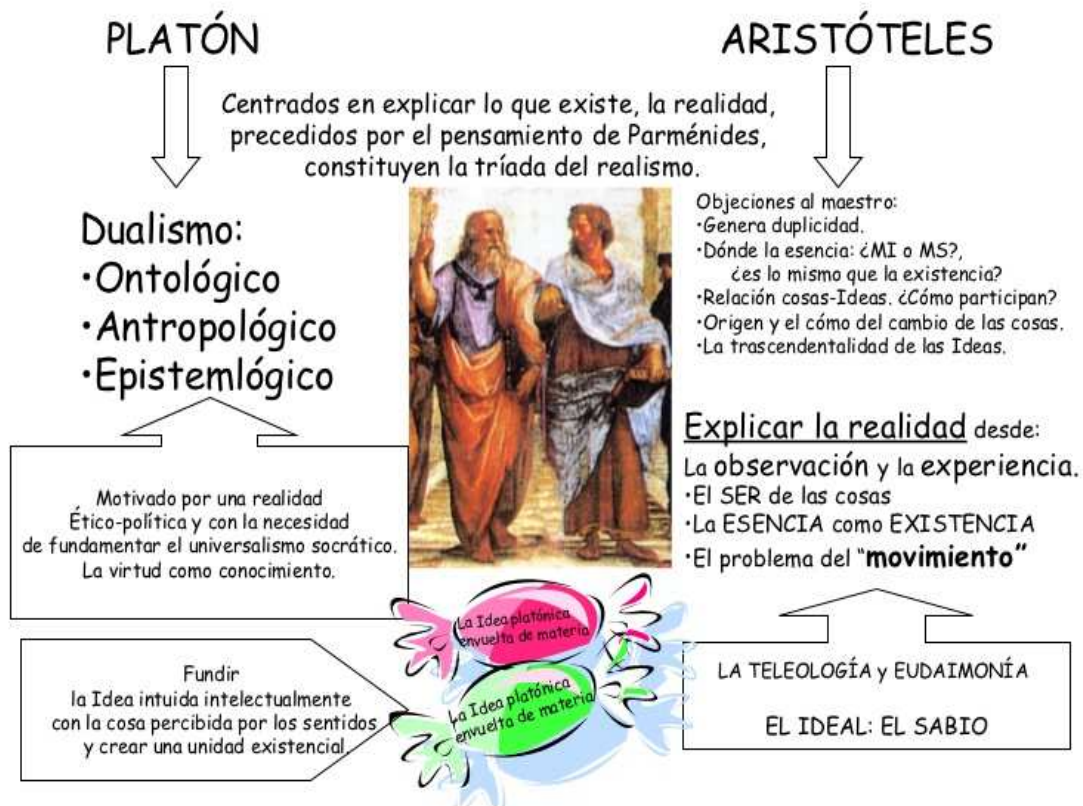 PLATÓN
ARISTÓTELES
Centrados en explicar lo que existe, la realidad,
precedidos por el pensamiento de Parménides,
constituyen la tríada del realismo.
Dualismo:
•Ontológico
•Antropológico
•Epistemlógico
Motivado por una realidad
Ético-política y con la necesidad
de fundamentar el universalismo socrático.
La virtud como conocimiento.
Fundir
la Idea intuida intelectualmente
con la cosa percibida por los sentidos
y crear una unidad existencial.
La Idea platónica
envuelta de materia
La Idea platónica
envuelta de materia
Objeciones al maestro:
•Genera duplicidad.
•Dónde la esencia: ¿MI o MS?,
¿es lo mismo que la existencia?
•Relación cosas-Ideas. ¿Cómo participan?
•Origen y el cómo del cambio de las cosas.
•La trascendentalidad de las Ideas.
Explicar la realidad desde:
La observación y la experiencia.
•El SER de las cosas
•La ESENCIA como EXISTENCIA
•El problema del “movimiento”
LA TELEOLOGÍA y EUDAIMONÍA
EL IDEAL: EL SABIO